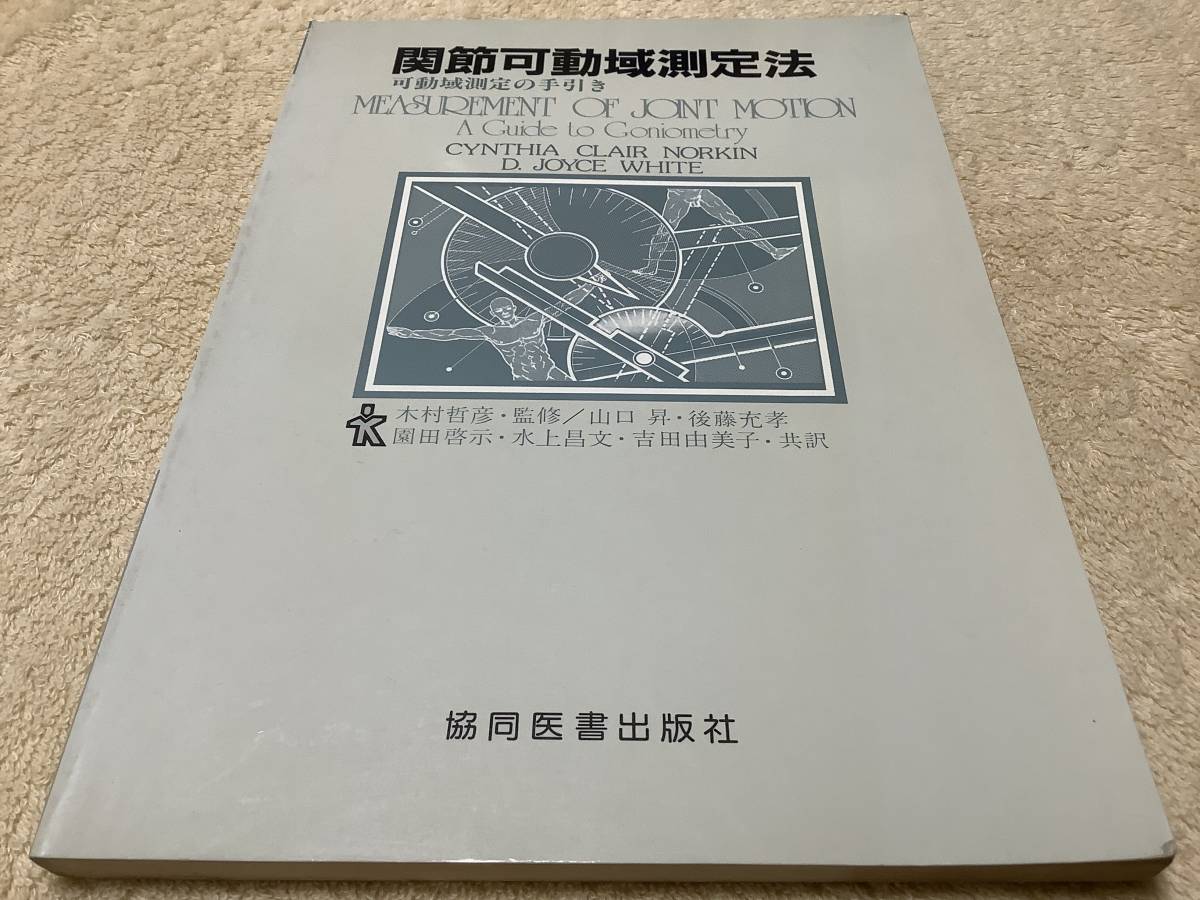 関節可動域測定法
可動域測定の手引き
MEASUREMENT OF JOINT MOTION
A Guide to Goniometry
CYNTHIA CLAIR NORKIN
D. JOYCE WHITE
木村哲彦・監修/山口 昇・後藤充孝
園田啓示・水上昌文・吉田由美子・共訳
協同医書出版社